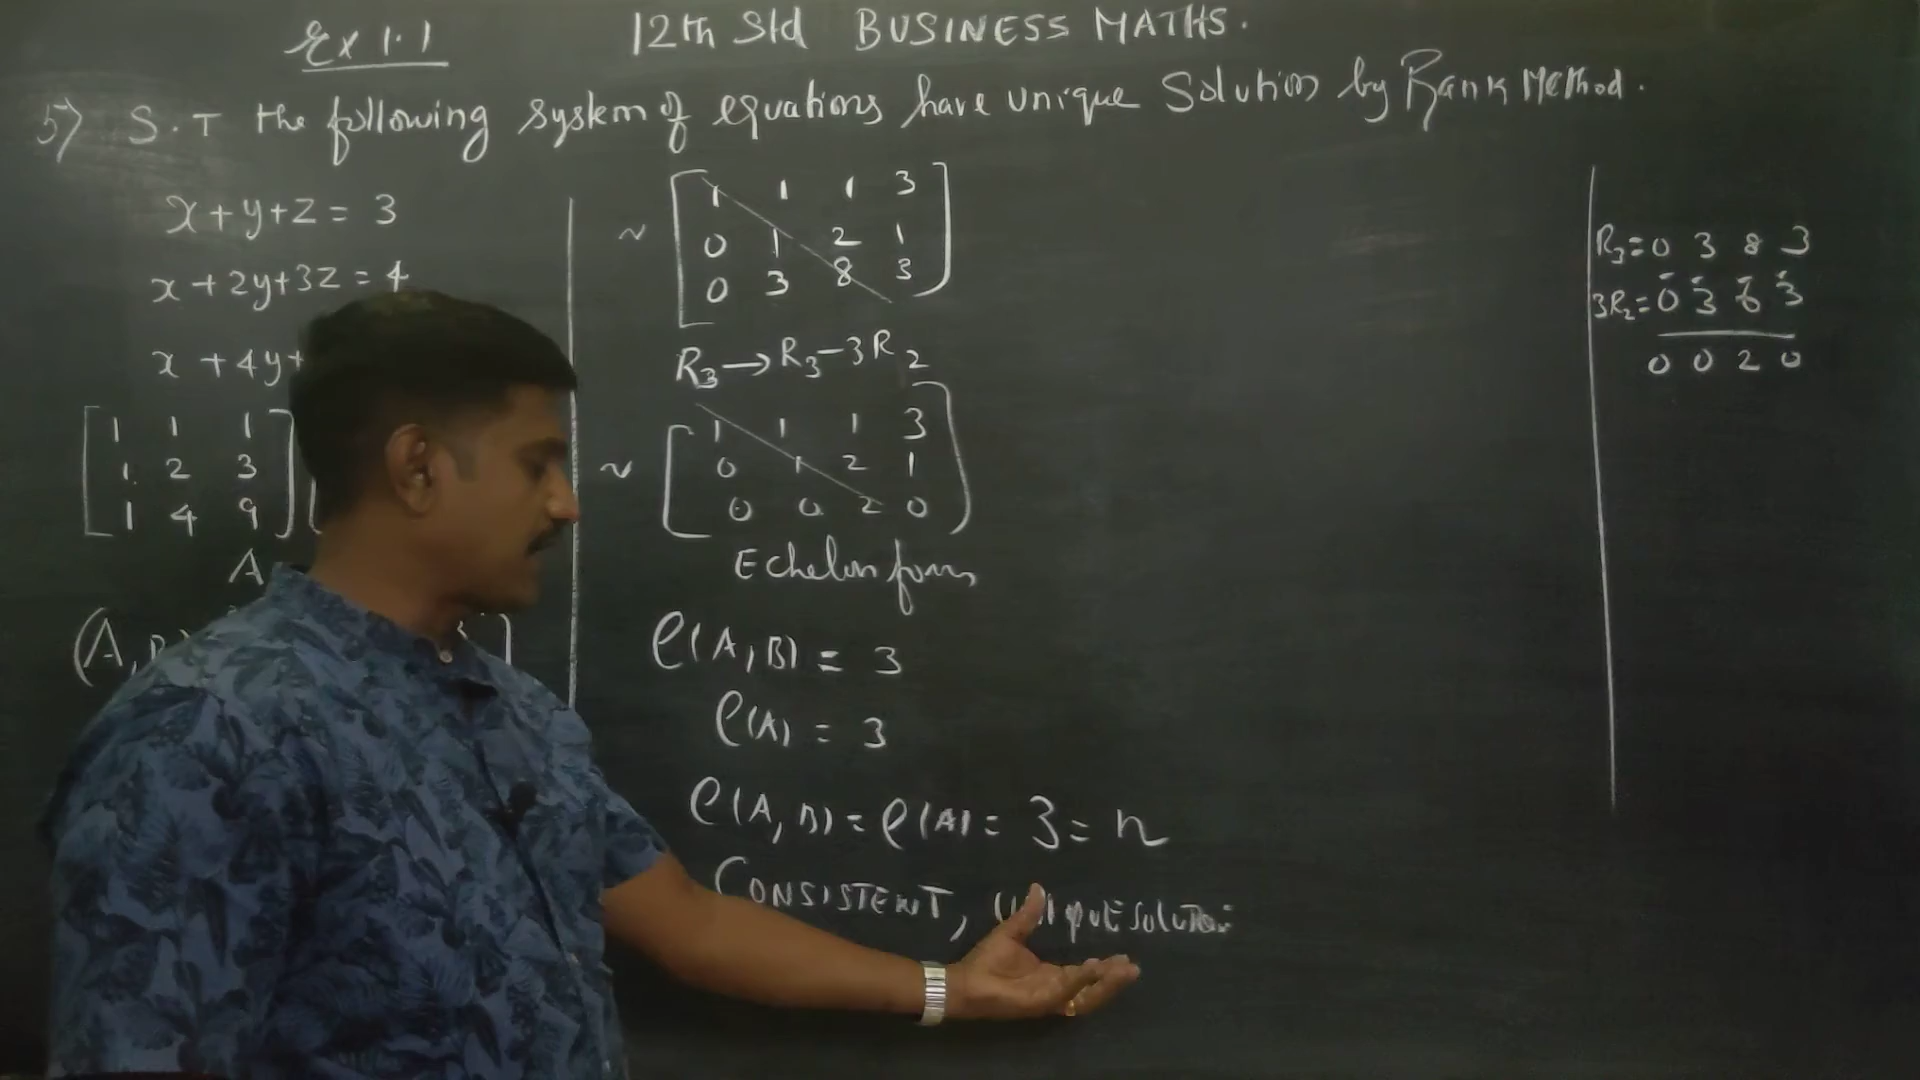 Ex 1.1 12th Std BUSINESS MATHS.
5) S.T the following system of equations have unique Solution by Rank Method.
x+y+z = 3
x+2y+3z = 4
x +4y+
1 1 1
1 2 3
1 4 9
A
(A,
~ 1 1 1 3
0 1 2 1
0 3 8 3
R3→R3-3R2
~ 1 1 1 3
0 1 2 1
0 0 2 0
Echelon form
ρ(A,B) = 3
ρ(A) = 3
ρ(A,B) = ρ(A) = 3 = n
CONSISTENT, Solution
R3=0 3 8 3
3R2=0 3 6 3
0 0 2 0